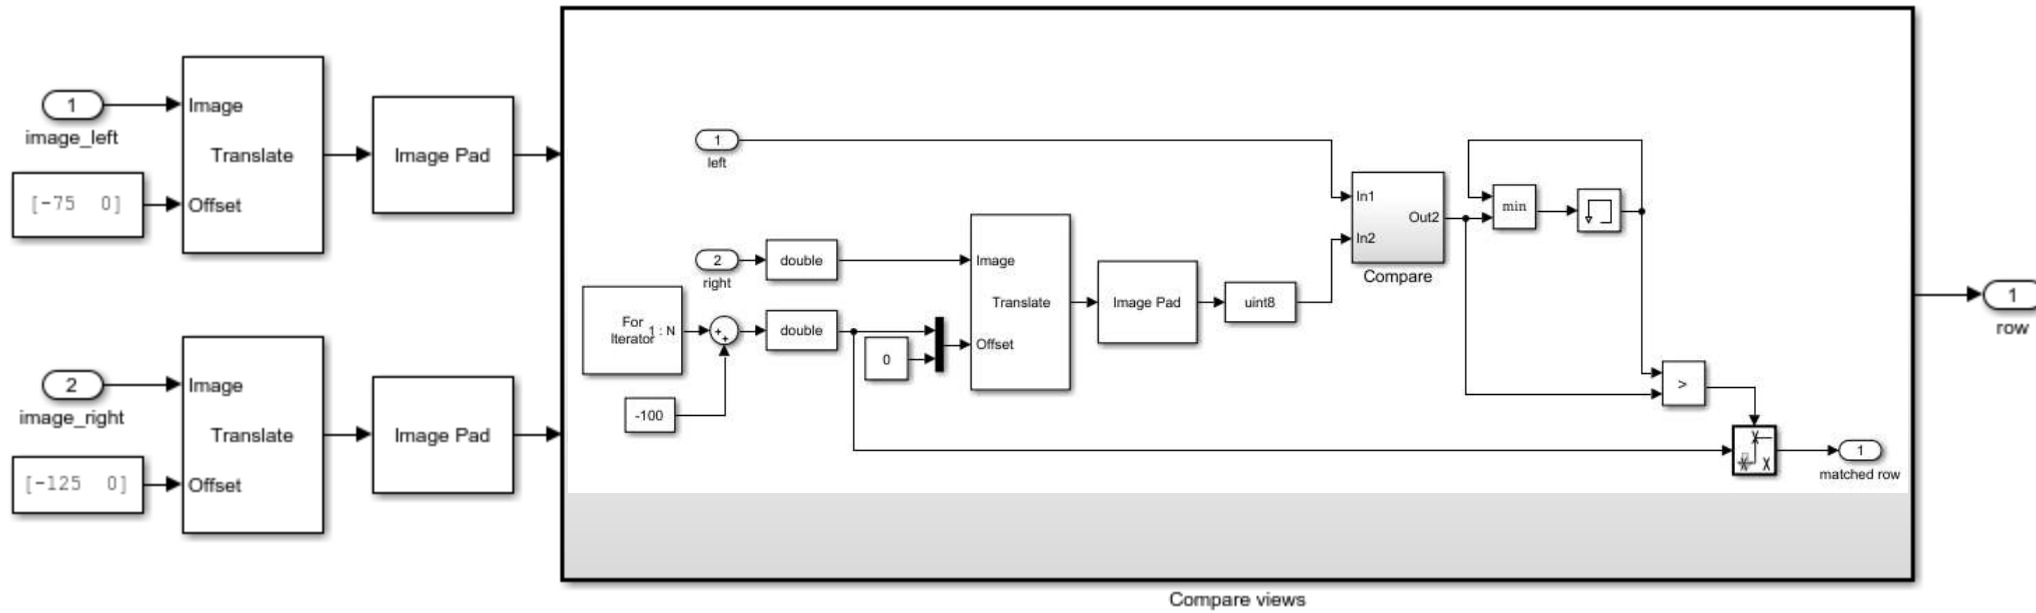 1
image_left
[-75 0]
Image
Translate
Offset
Image Pad
2
image_right
[-125 0]
Image
Translate
Offset
Image Pad
1
left
2
right
double
For
Iterator
1 : N
+
+
-100
double
0
Image
Translate
Offset
Image Pad
uint8
In1
In2
Out2
Compare
min
>
1
matched row
Compare views
1
row